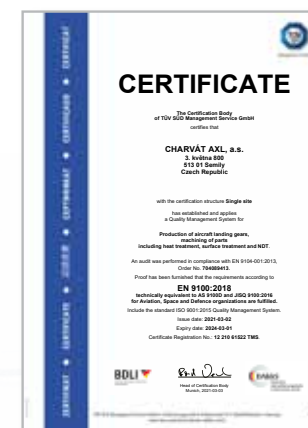 TÜV
CERTIFICATE
The Certification Body
of TÜV SÜD Management Service GmbH
certifies that
CHARVÁT AXL, a.s.
3. května 800
513 01 Semily
Czech Republic
with the certification structure Single site
has established and applies
a Quality Management System for
Production of aircraft landing gears,
machining of parts
including heat treatment, surface treatment and NDT.
An audit was performed in compliance with EN 9104-001:2013,
Order No. 704089413.
Proof has been furnished that the requirements according to
EN 9100:2018
technically equivalent to AS 9100D and JISQ 9100:2016
for Aviation, Space and Defence organizations are fulfilled.
Include the standard ISO 9001:2015 Quality Management System.
Issue date: 2021-03-02
Expiry date: 2024-03-01
Certificate Registration No.: 12 210 61522 TMS.
BDLI
Head of Certification Body
Munich, 2021-03-03
ZERTIFIKAT ◆ CERTIFICATE ◆ ◆ ◆ CERTIFICADO ◆ CERTIFICAT